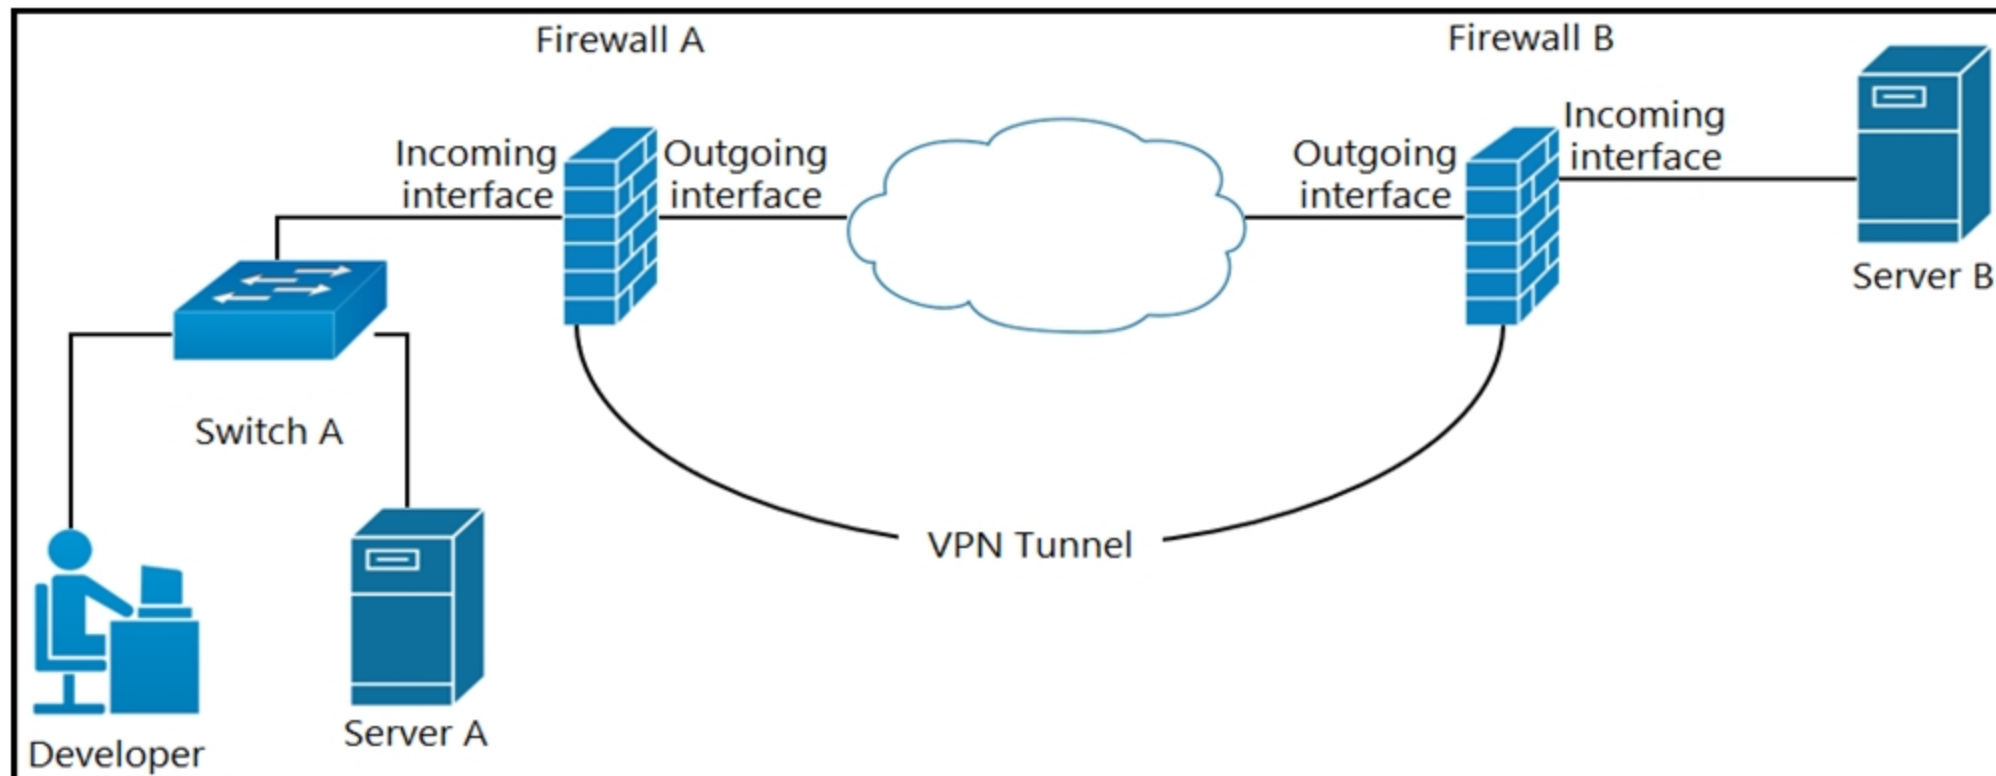 Firewall A
Firewall B
Incoming
interface
Outgoing
interface
Outgoing
interface
Incoming
interface
Server B
Switch A
VPN Tunnel
Server A
Developer